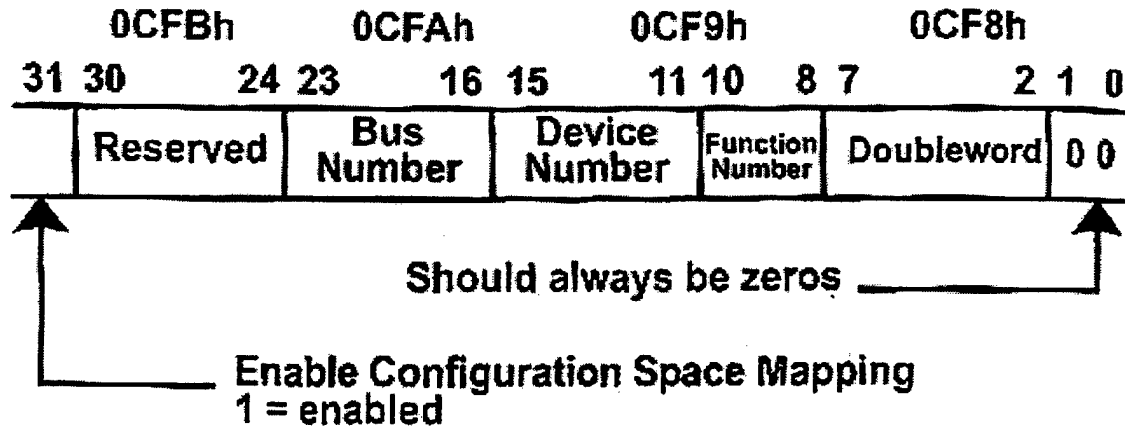 0CFBh 0CFAh 0CF9h 0CF8h
31 30 24 23 16 15 11 10 8 7 2 1 0
Reserved
Bus
Number
Device
Number
Function
Number
Doubleword
0 0
Should always be zeros
Enable Configuration Space Mapping
1 = enabled